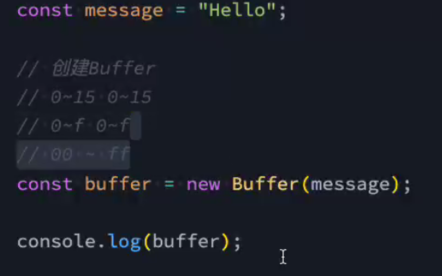 const message = "Hello";
// 创建Buffer
// 0~15 0~15
// 0~f 0~f
// 00 ~ ff
const buffer = new Buffer(message);
console.log(buffer);